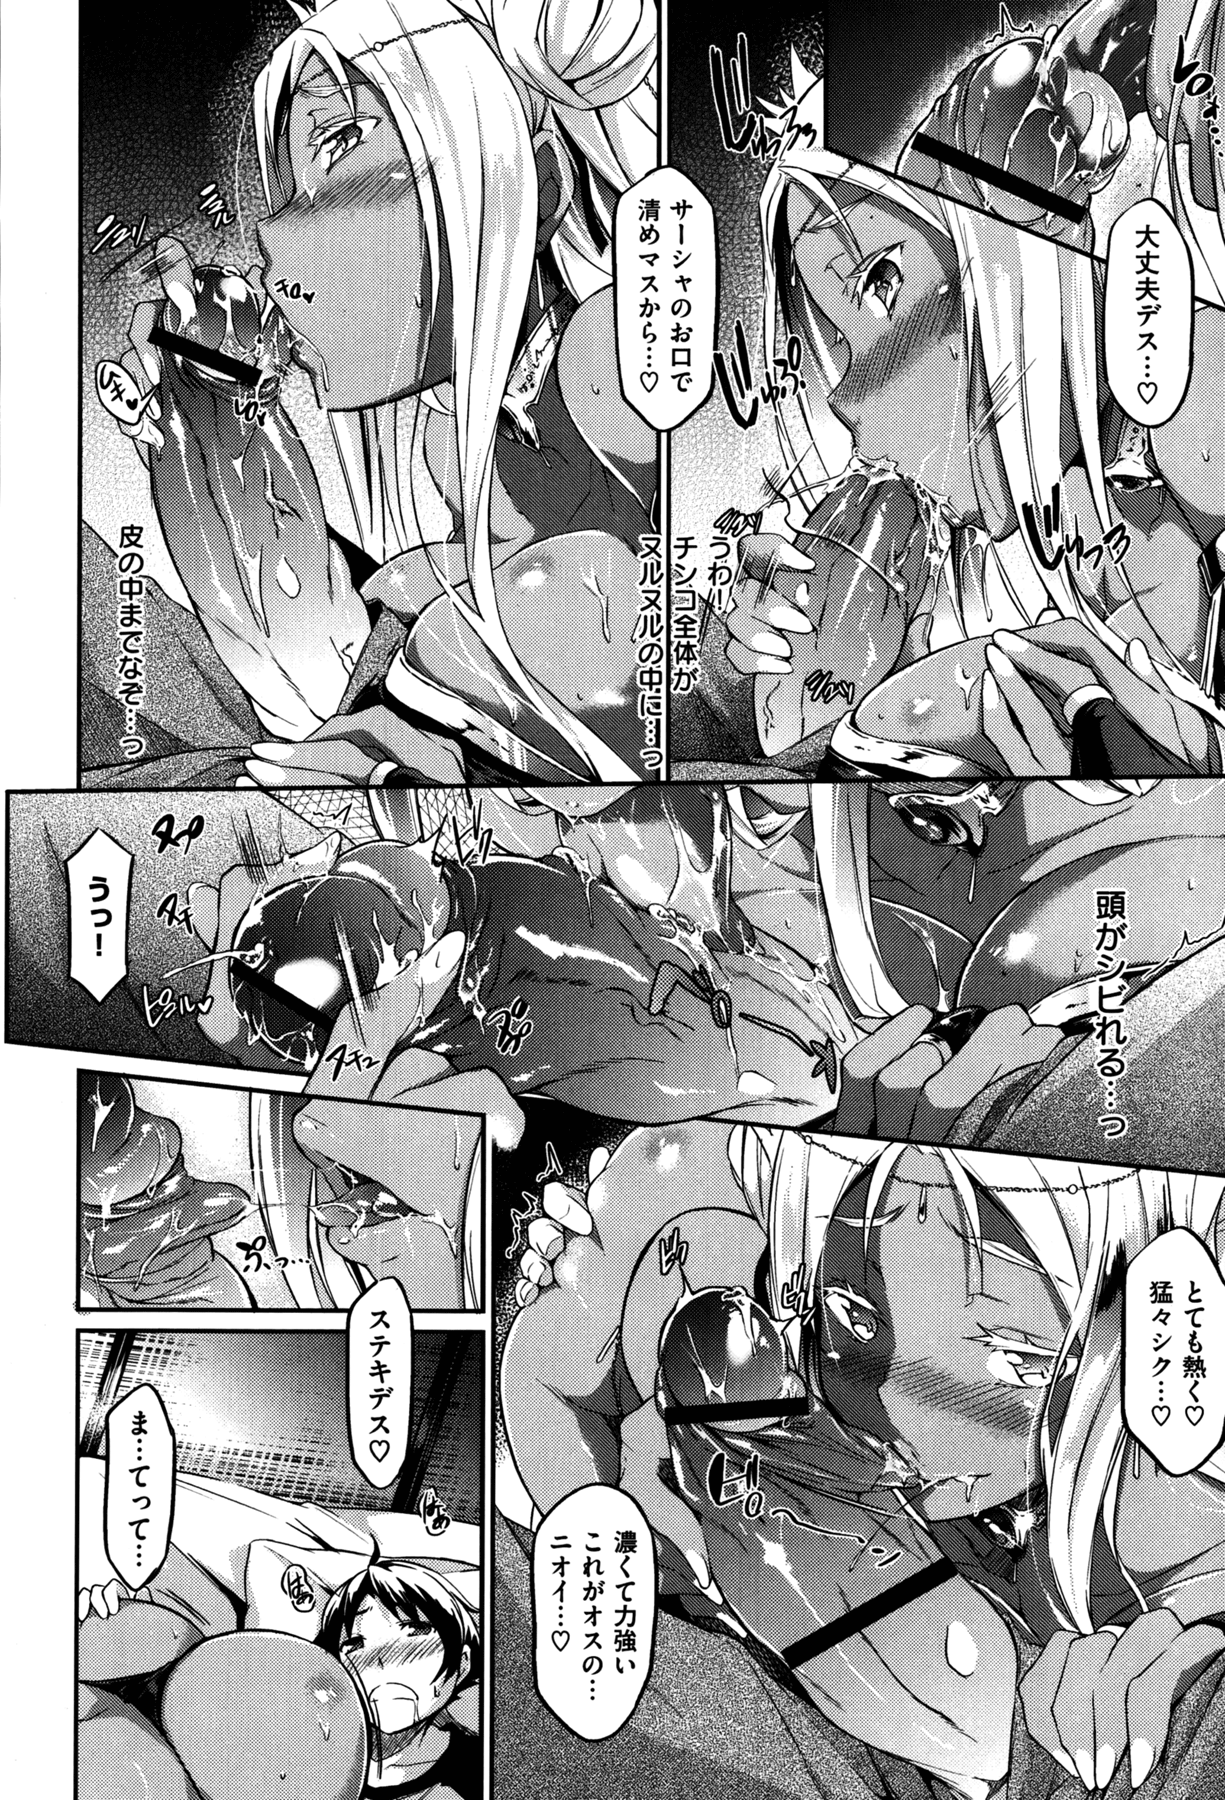 大丈夫デス…♡
うわ！
チンコ全体が
ヌルヌルの中に…っ
サーシャのお口で
清めマスから…♡
皮の中までなぞ…っ
頭がシビれる…っ
うっ！
とても熱く♡
猛々シク…♡
濃くて力強い
これがオスの…
ニオイ…♡
ステキデス♡
ま…てって…